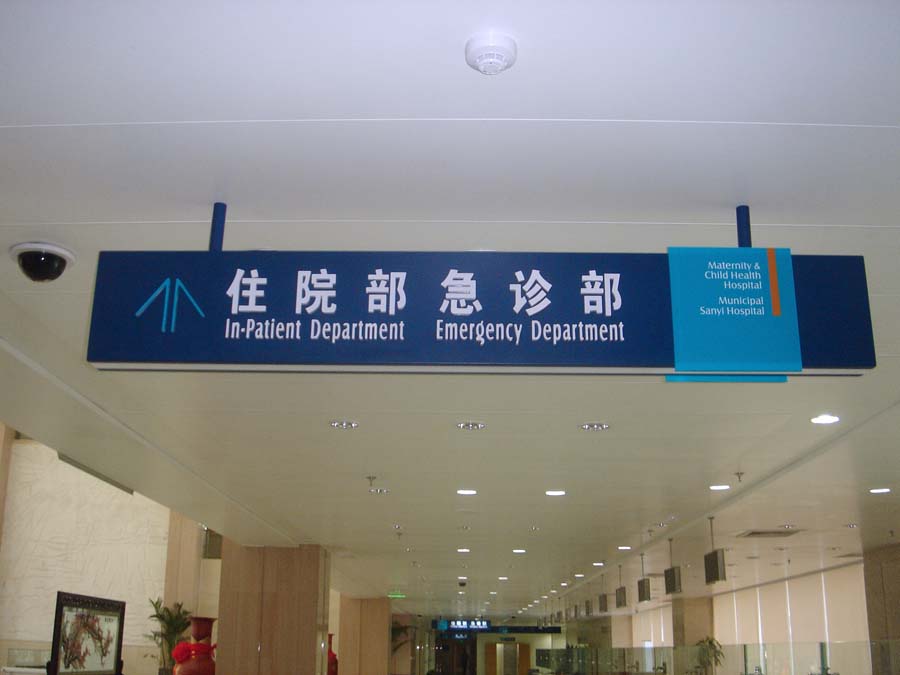 住院部 急诊部
In-Patient Department Emergency Department
Maternity &
Child Health
Hospital
Municipal
Sanyi Hospital